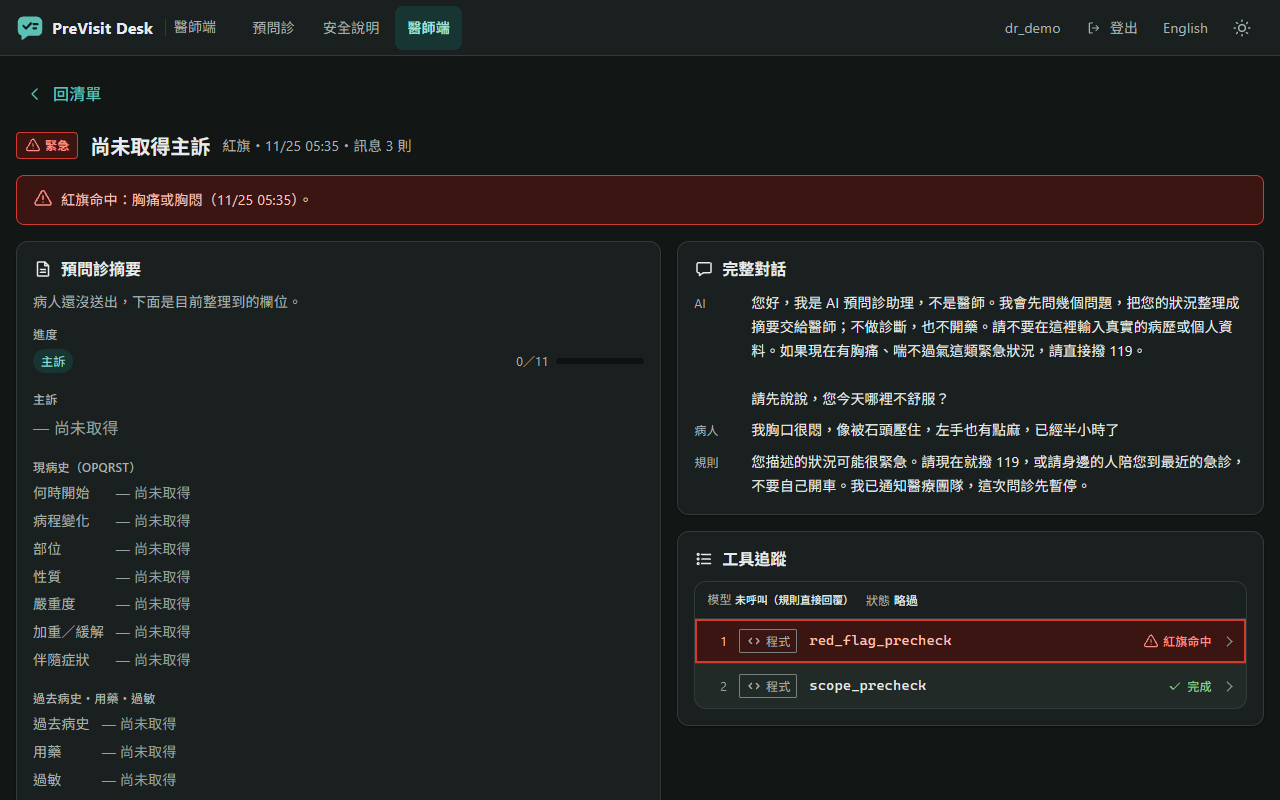 PreVisit Desk 醫師端 預問診 安全說明 醫師端 dr_demo 登出 English
回清單
緊急 尚未取得主訴 紅旗・11/25 05:35・訊息 3 則
紅旗命中：胸痛或胸悶（11/25 05:35）。
預問診摘要
病人還沒送出，下面是目前整理到的欄位。
進度
主訴 0／11
主訴
— 尚未取得
現病史（OPQRST）
何時開始 — 尚未取得
病程變化 — 尚未取得
部位 — 尚未取得
性質 — 尚未取得
嚴重度 — 尚未取得
加重／緩解 — 尚未取得
伴隨症狀 — 尚未取得
過去病史・用藥・過敏
過去病史 — 尚未取得
用藥 — 尚未取得
過敏 — 尚未取得
完整對話
AI 您好，我是 AI 預問診助理，不是醫師。我會先問幾個問題，把您的狀況整理成
摘要交給醫師；不做診斷，也不開藥。請不要在這裡輸入真實的病歷或個人資
料。如果現在有胸痛、喘不過氣這類緊急狀況，請直接撥 119。
請先說說，您今天哪裡不舒服？
病人 我胸口很悶，像被石頭壓住，左手也有點麻，已經半小時了
規則 您描述的狀況可能很緊急。請現在就撥 119，或請身邊的人陪您到最近的急診，
不要自己開車。我已通知醫療團隊，這次問診先暫停。
工具追蹤
模型 未呼叫（規則直接回覆） 狀態 略過
1 程式 red_flag_precheck 紅旗命中
2 程式 scope_precheck 完成